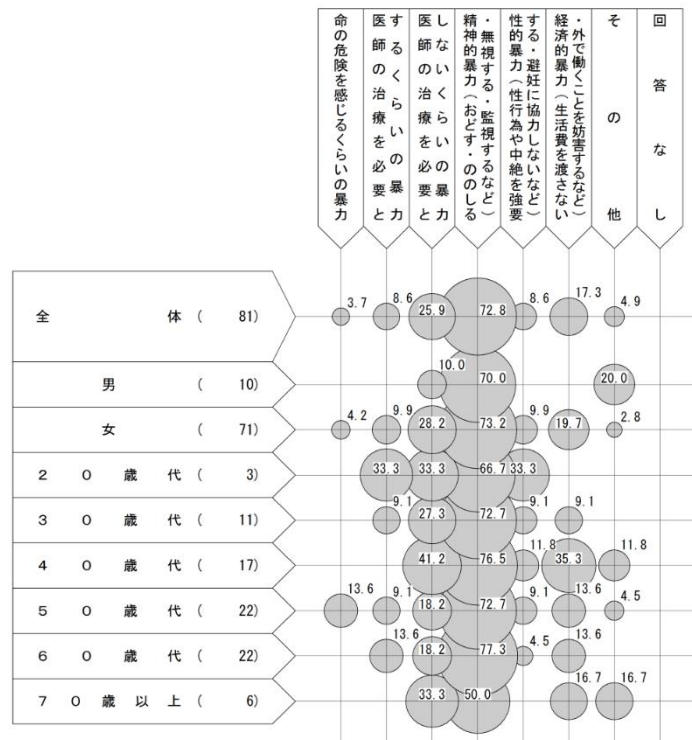 命の危険を感じるくらいの暴力
医師の治療を必要と
するくらいの暴力
医師の治療を必要と
しないくらいの暴力
精神的暴力(おどす・ののしる
・無視する・監視するなど)
性的暴力(性行為や中絶を強要
する・避妊に協力しないなど)
経済的暴力(生活費を渡さない
・外で働くことを妨害するなど)
その他
回答なし
全体( 81)
3.7 8.6 25.9 72.8 8.6 17.3 4.9
男( 10)
10.0 70.0 20.0
女( 71)
4.2 9.9 28.2 73.2 9.9 19.7 2.8
20歳代( 3)
33.3 33.3 66.7 33.3
30歳代( 11)
9.1 27.3 72.7 9.1 9.1
40歳代( 17)
41.2 76.5 11.8 35.3 11.8
50歳代( 22)
13.6 9.1 18.2 72.7 9.1 13.6 4.5
60歳代( 22)
13.6 18.2 77.3 4.5 13.6
70歳以上( 6)
33.3 50.0 16.7 16.7